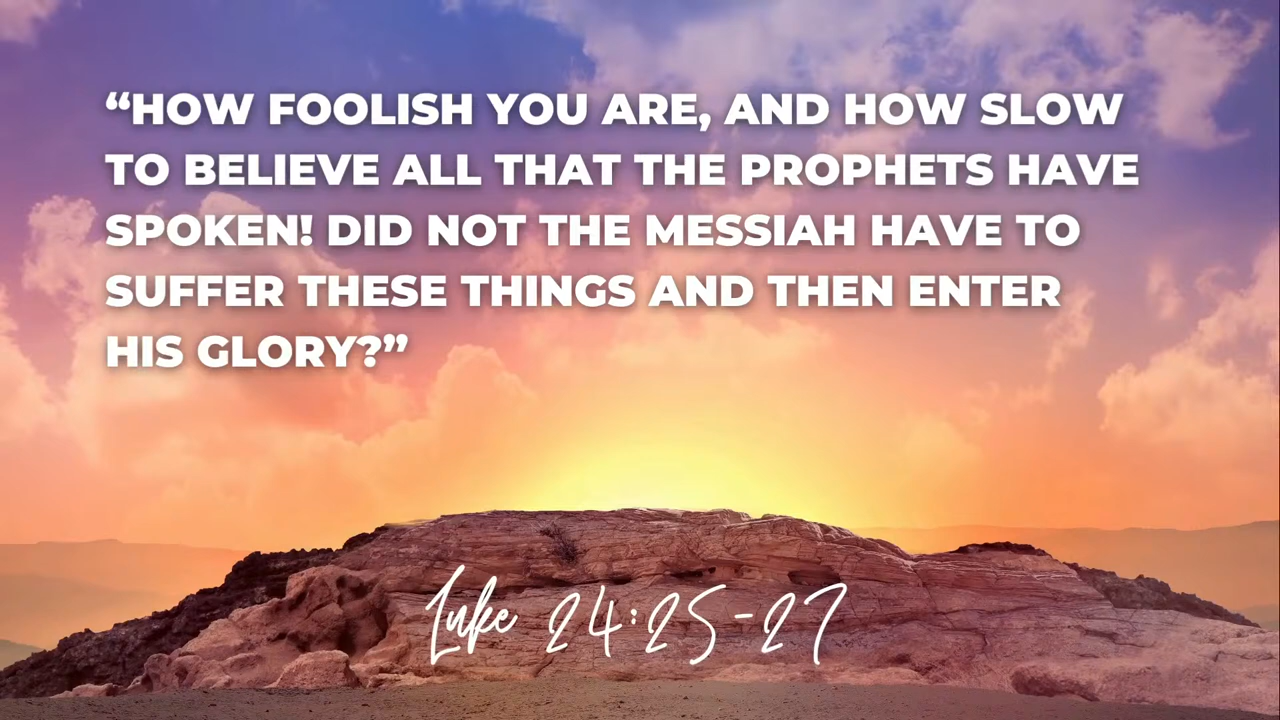 “HOW FOOLISH YOU ARE, AND HOW SLOW
TO BELIEVE ALL THAT THE PROPHETS HAVE
SPOKEN! DID NOT THE MESSIAH HAVE TO
SUFFER THESE THINGS AND THEN ENTER
HIS GLORY?”
Luke 24:25-27